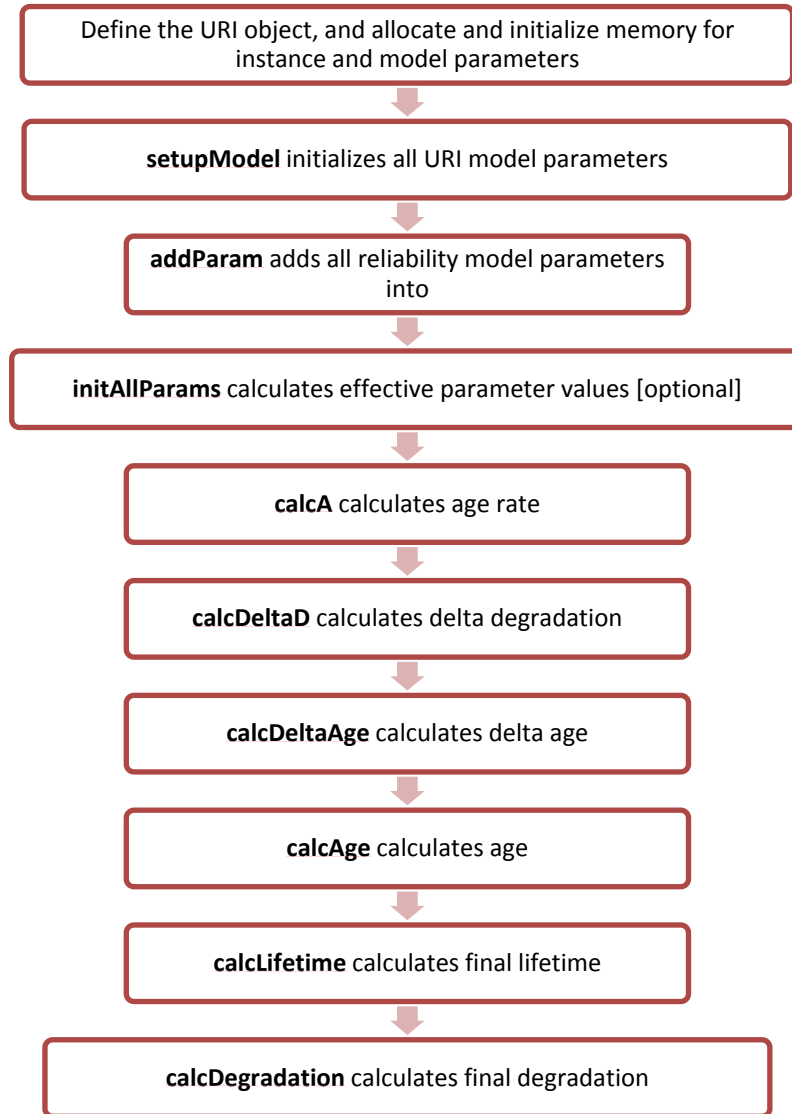 Define the URI object, and allocate and initialize memory for
instance and model parameters
setupModel initializes all URI model parameters
addParam adds all reliability model parameters
into
initAllParams calculates effective parameter values [optional]
calcA calculates age rate
calcDeltaD calculates delta degradation
calcDeltaAge calculates delta age
calcAge calculates age
calcLifetime calculates final lifetime
calcDegradation calculates final degradation